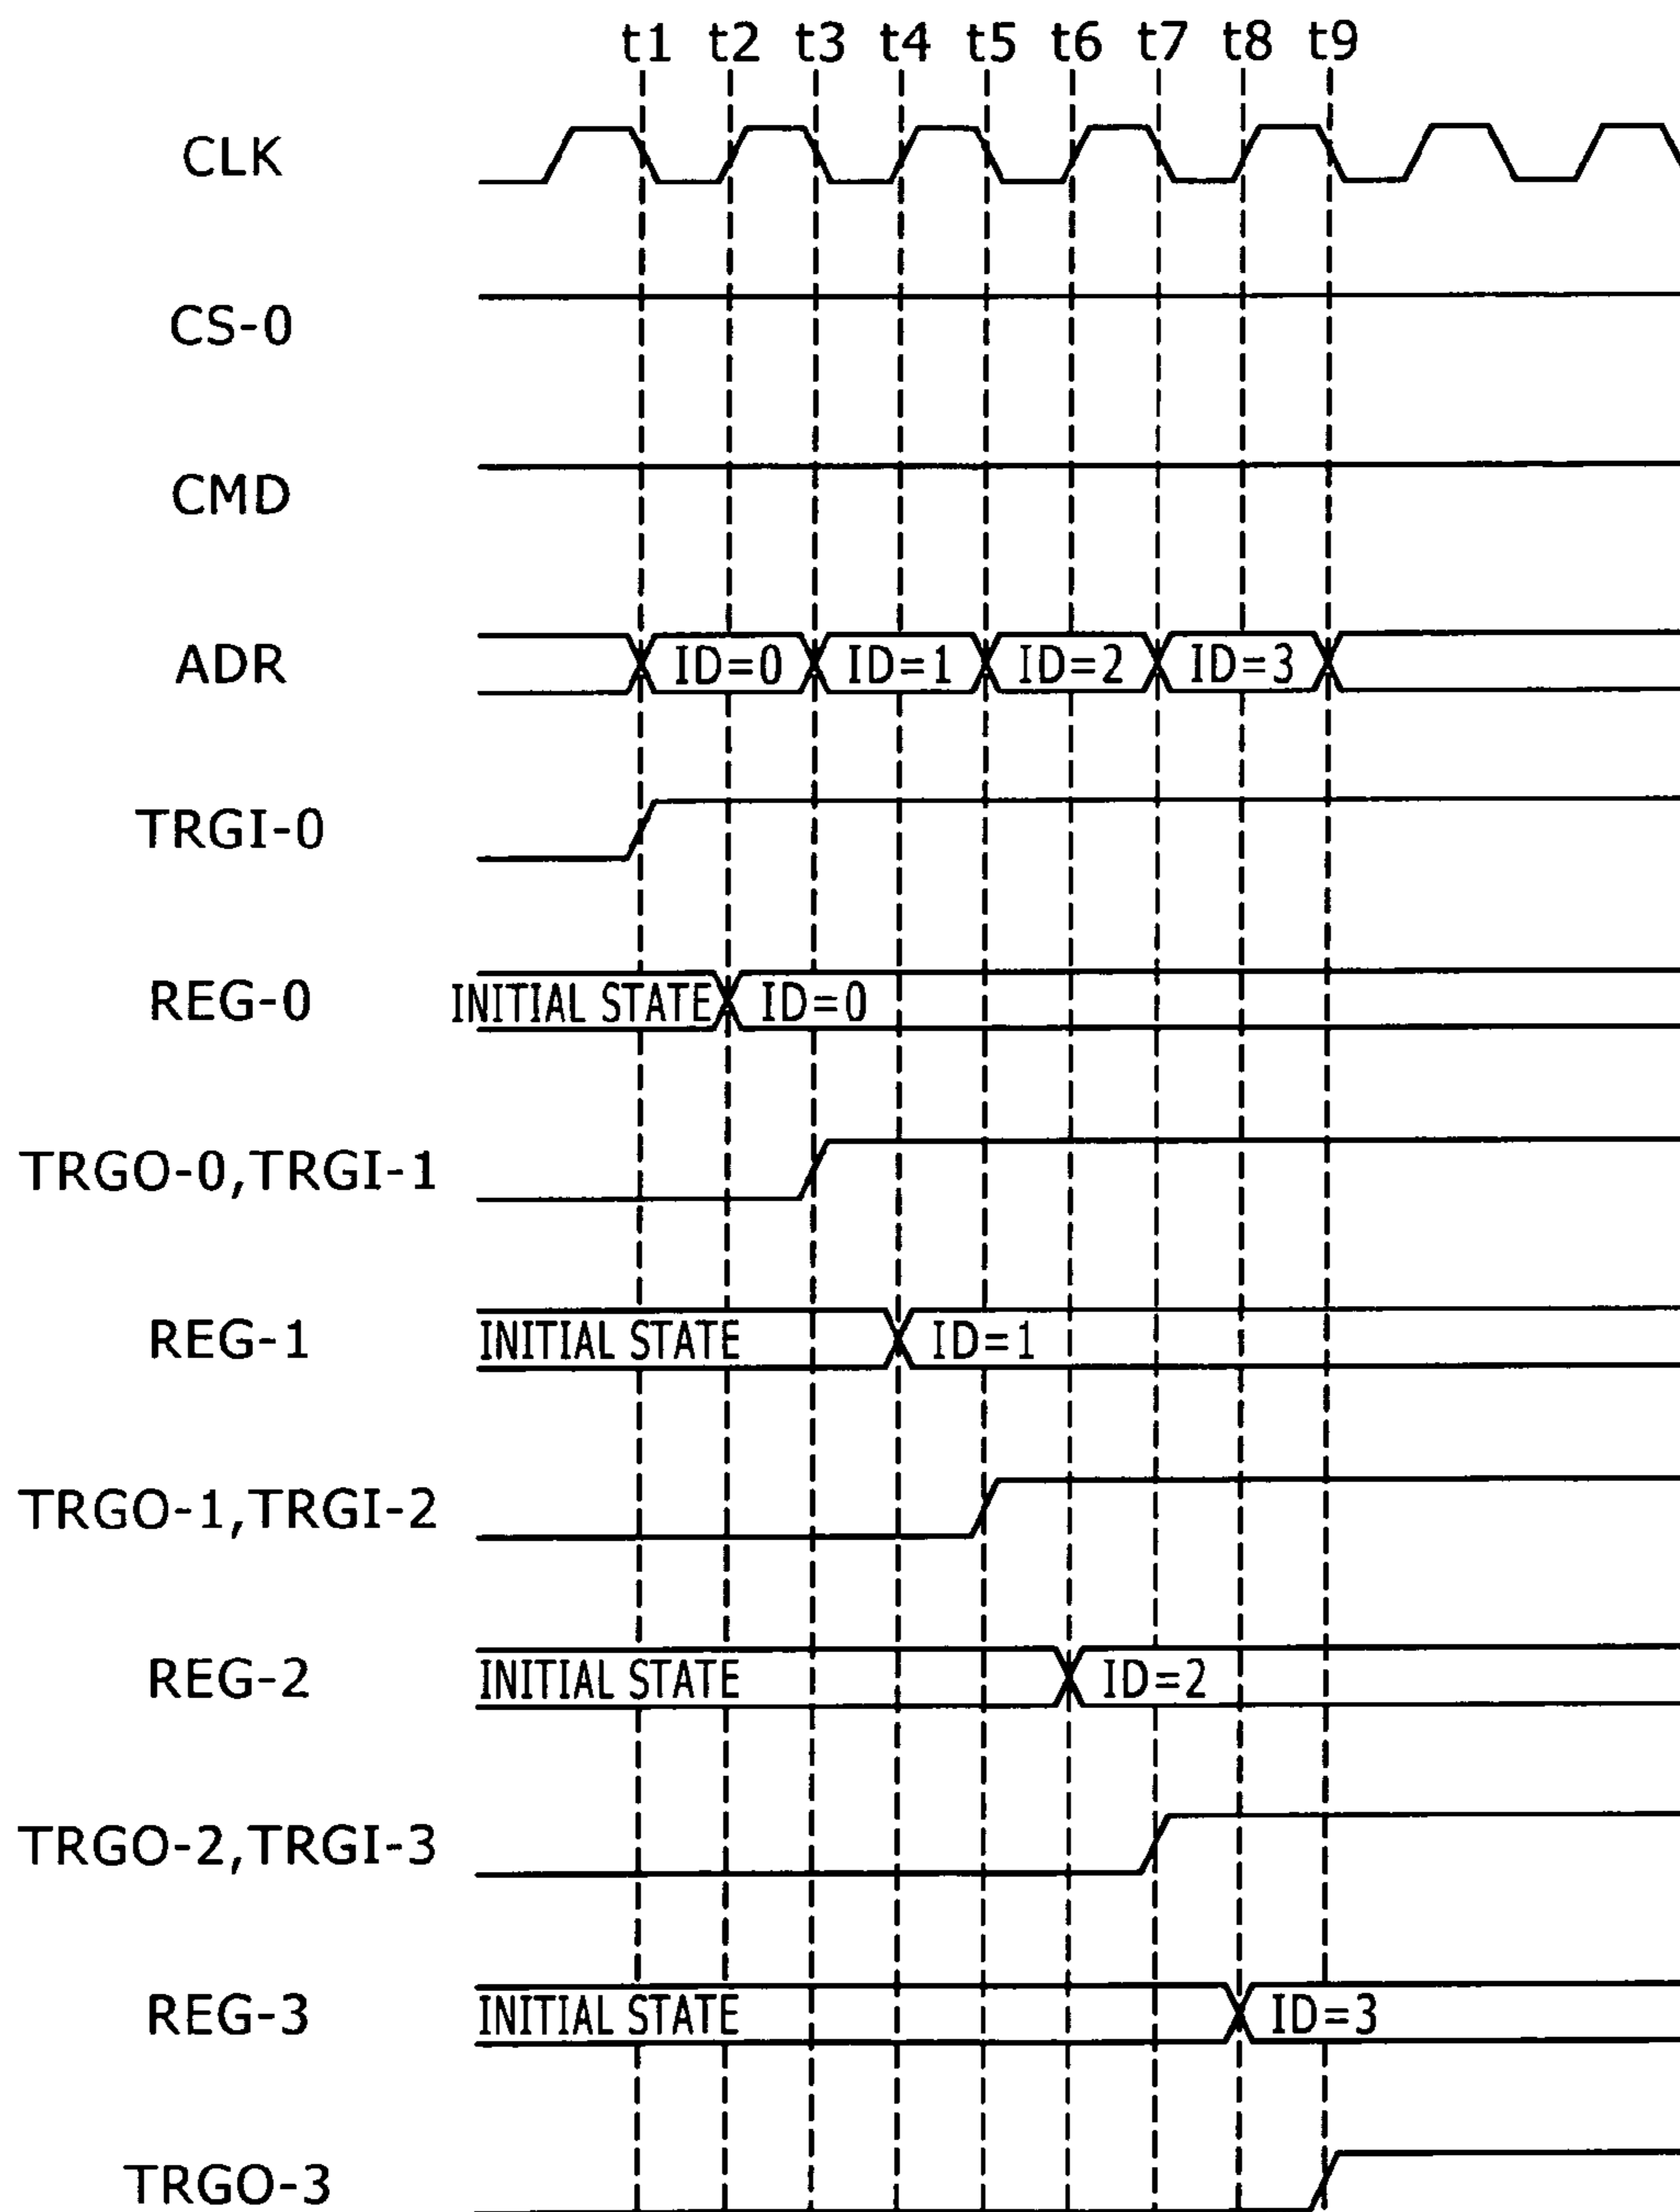 t1 t2 t3 t4 t5 t6 t7 t8 t9
CLK
CS-0
CMD
ADR ID=0 ID=1 ID=2 ID=3
TRGI-0
REG-0 INITIAL STATE ID=0
TRGO-0,TRGI-1
REG-1 INITIAL STATE ID=1
TRGO-1,TRGI-2
REG-2 INITIAL STATE ID=2
TRGO-2,TRGI-3
REG-3 INITIAL STATE ID=3
TRGO-3